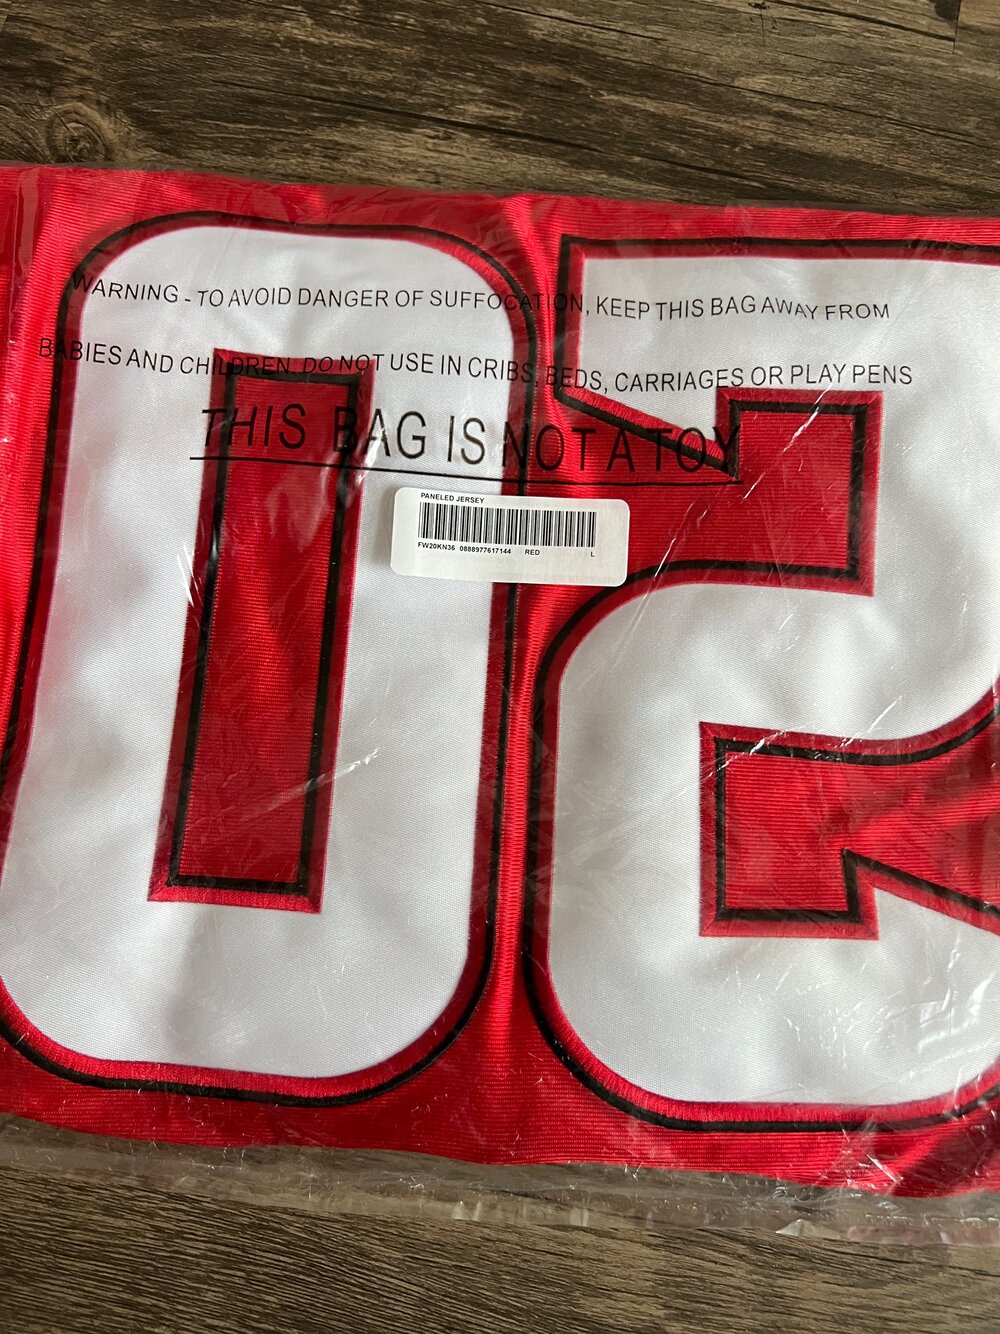 WARNING - TO AVOID DANGER OF SUFFOCATION, KEEP THIS BAG AWAY FROM
BABIES AND CHILDREN. DO NOT USE IN CRIBS, BEDS, CARRIAGES OR PLAY PENS
THIS BAG IS NOT A TOY
PANELED JERSEY
FW20KN36 0888977617144 RED L
20